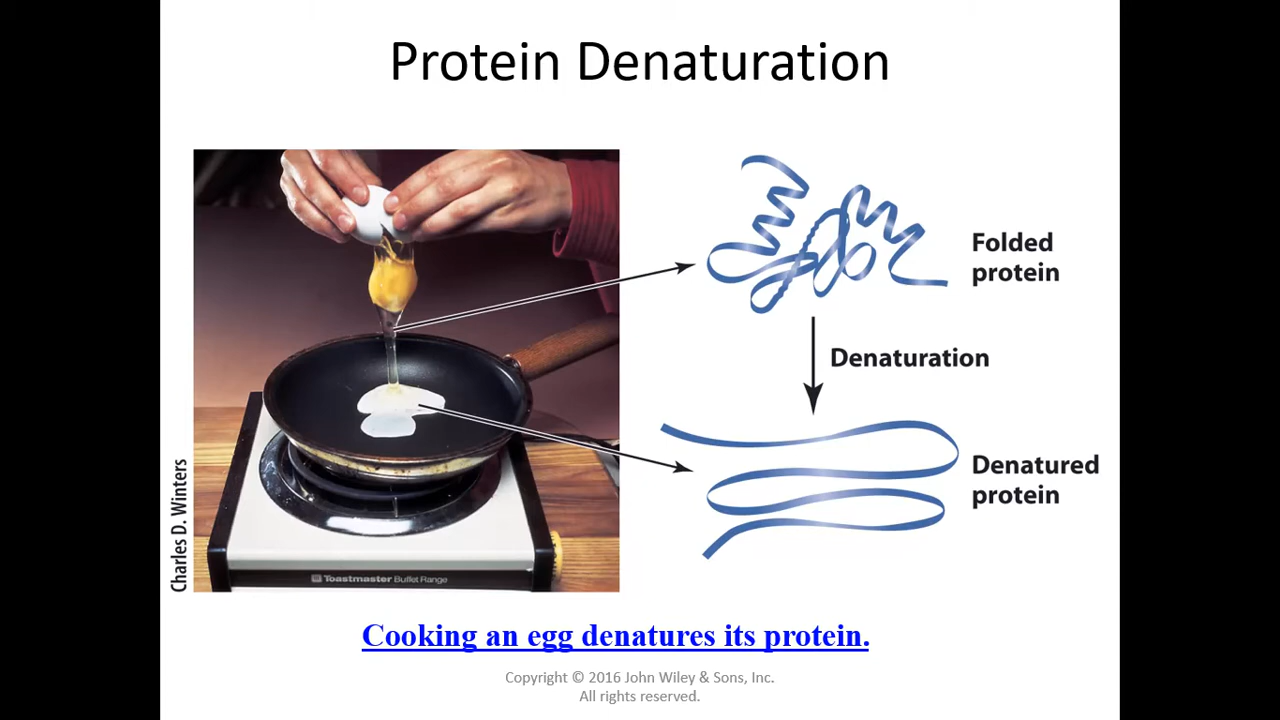 Protein Denaturation
Folded
protein
Denaturation
Denatured
protein
Charles D. Winters
Toastmaster Buffet Range
Cooking an egg denatures its protein.
Copyright © 2016 John Wiley & Sons, Inc.
All rights reserved.